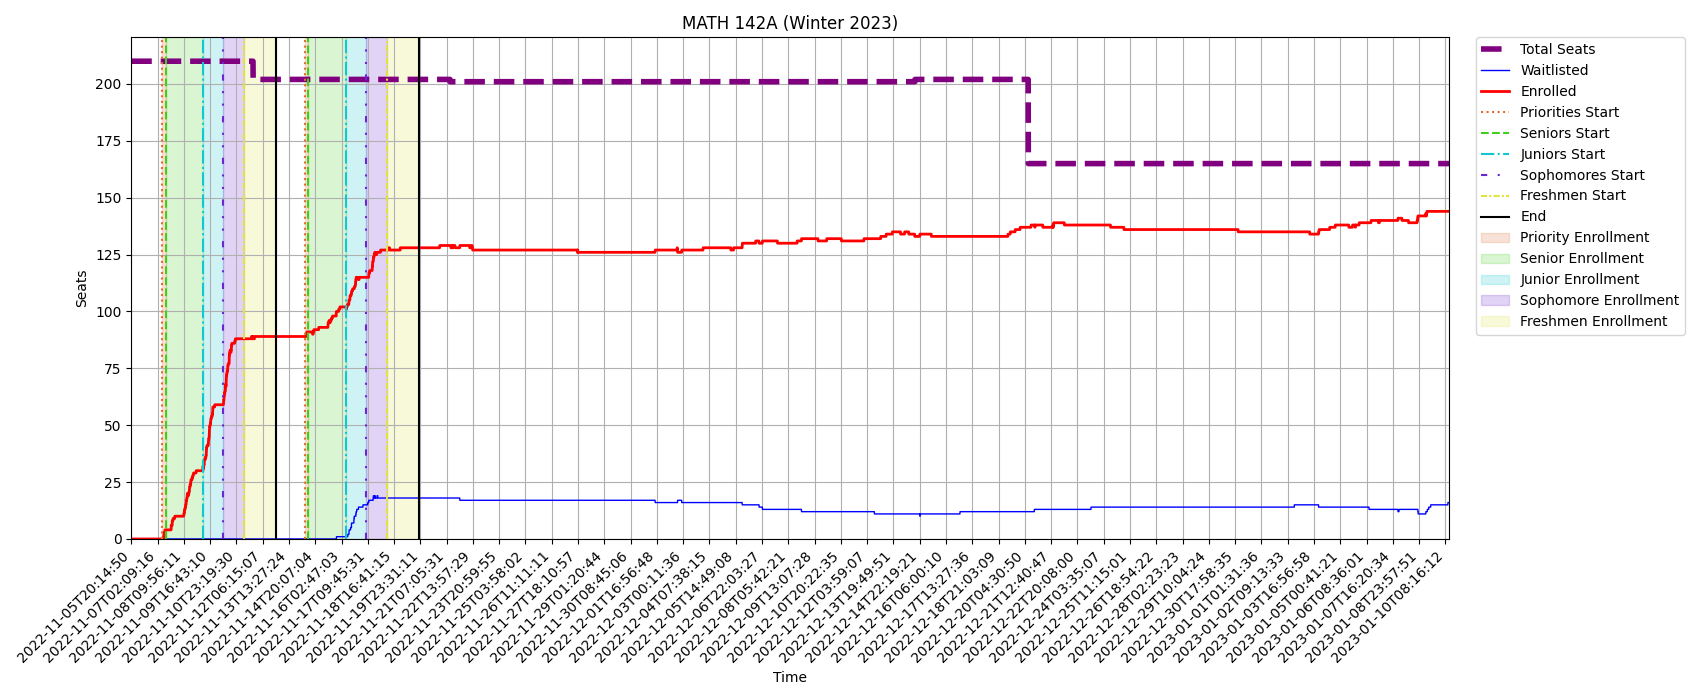 MATH 142A (Winter 2023)
Seats
200
175
150
125
100
75
50
25
0
2022-11-05T20:14:50
2022-11-07T02:09:16
2022-11-08T09:56:11
2022-11-09T16:43:10
2022-11-10T23:19:30
2022-11-12T06:15:07
2022-11-13T13:27:24
2022-11-14T20:07:04
2022-11-16T02:47:03
2022-11-17T09:45:31
2022-11-18T16:41:15
2022-11-19T23:31:11
2022-11-21T07:05:31
2022-11-22T13:57:29
2022-11-23T20:59:55
2022-11-25T03:58:02
2022-11-26T11:11:11
2022-11-27T18:10:57
2022-11-29T01:20:44
2022-11-30T08:45:06
2022-12-01T16:56:48
2022-12-03T00:11:36
2022-12-04T07:38:15
2022-12-05T14:49:08
2022-12-06T22:03:27
2022-12-08T05:42:21
2022-12-09T13:07:28
2022-12-10T20:22:35
2022-12-12T03:59:07
2022-12-13T19:49:51
2022-12-14T22:19:21
2022-12-16T06:00:10
2022-12-17T13:27:36
2022-12-18T21:03:09
2022-12-20T04:30:50
2022-12-21T12:40:47
2022-12-22T20:08:00
2022-12-24T03:35:07
2022-12-25T11:15:01
2022-12-26T18:54:22
2022-12-28T02:23:23
2022-12-29T10:04:24
2022-12-30T17:58:35
2023-01-01T01:31:36
2023-01-02T09:13:33
2023-01-03T16:56:58
2023-01-05T00:41:21
2023-01-06T08:36:01
2023-01-07T16:20:34
2023-01-08T23:57:51
2023-01-10T08:16:12
Time
Total Seats
Waitlisted
Enrolled
Priorities Start
Seniors Start
Juniors Start
Sophomores Start
Freshmen Start
End
Priority Enrollment
Senior Enrollment
Junior Enrollment
Sophomore Enrollment
Freshmen Enrollment